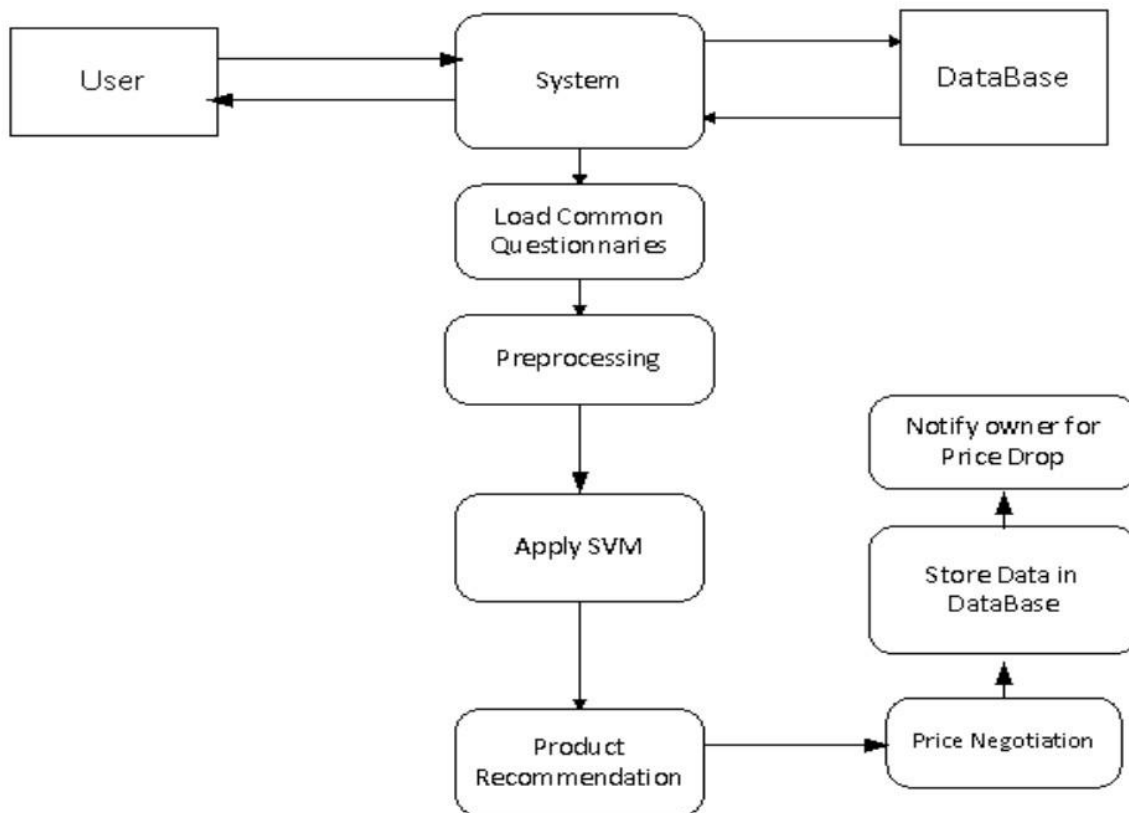 User
System
DataBase
Load Common
Questionnaries
Preprocessing
Notify owner for
Price Drop
Apply SVM
Store Data in
DataBase
Product
Recommendation
Price Negotiation